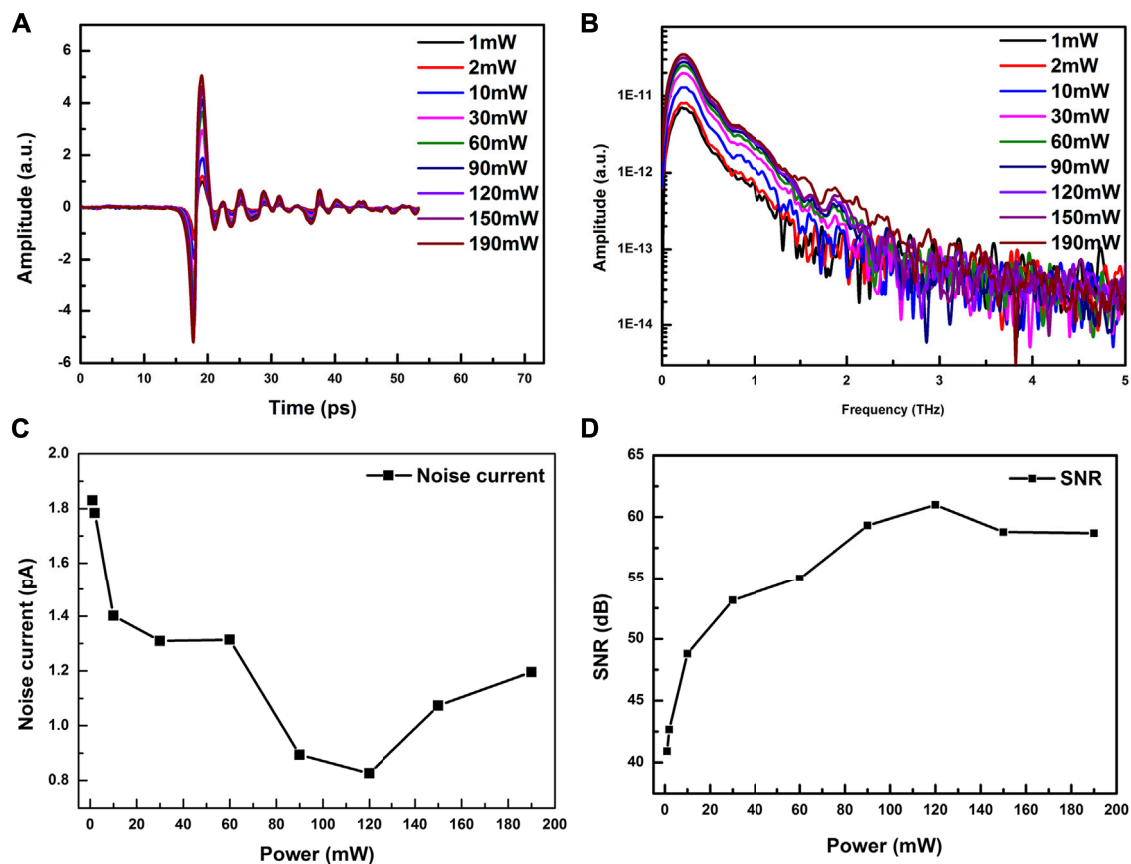 A
Amplitude (a.u.)
6
4
2
0
-2
-4
-6
0
10
20
30
40
50
60
70
Time (ps)
1mW
2mW
10mW
30mW
60mW
90mW
120mW
150mW
190mW
B
Amplitude (a.u.)
1E-11
1E-12
1E-13
1E-14
0
1
2
3
4
5
Frequency (THz)
1mW
2mW
10mW
30mW
60mW
90mW
120mW
150mW
190mW
C
Noise current (pA)
2.0
1.8
1.6
1.4
1.2
1.0
0.8
0
20
40
60
80
100
120
140
160
180
200
Power (mW)
Noise current
D
SNR (dB)
65
60
55
50
45
40
0
20
40
60
80
100
120
140
160
180
200
Power (mW)
SNR